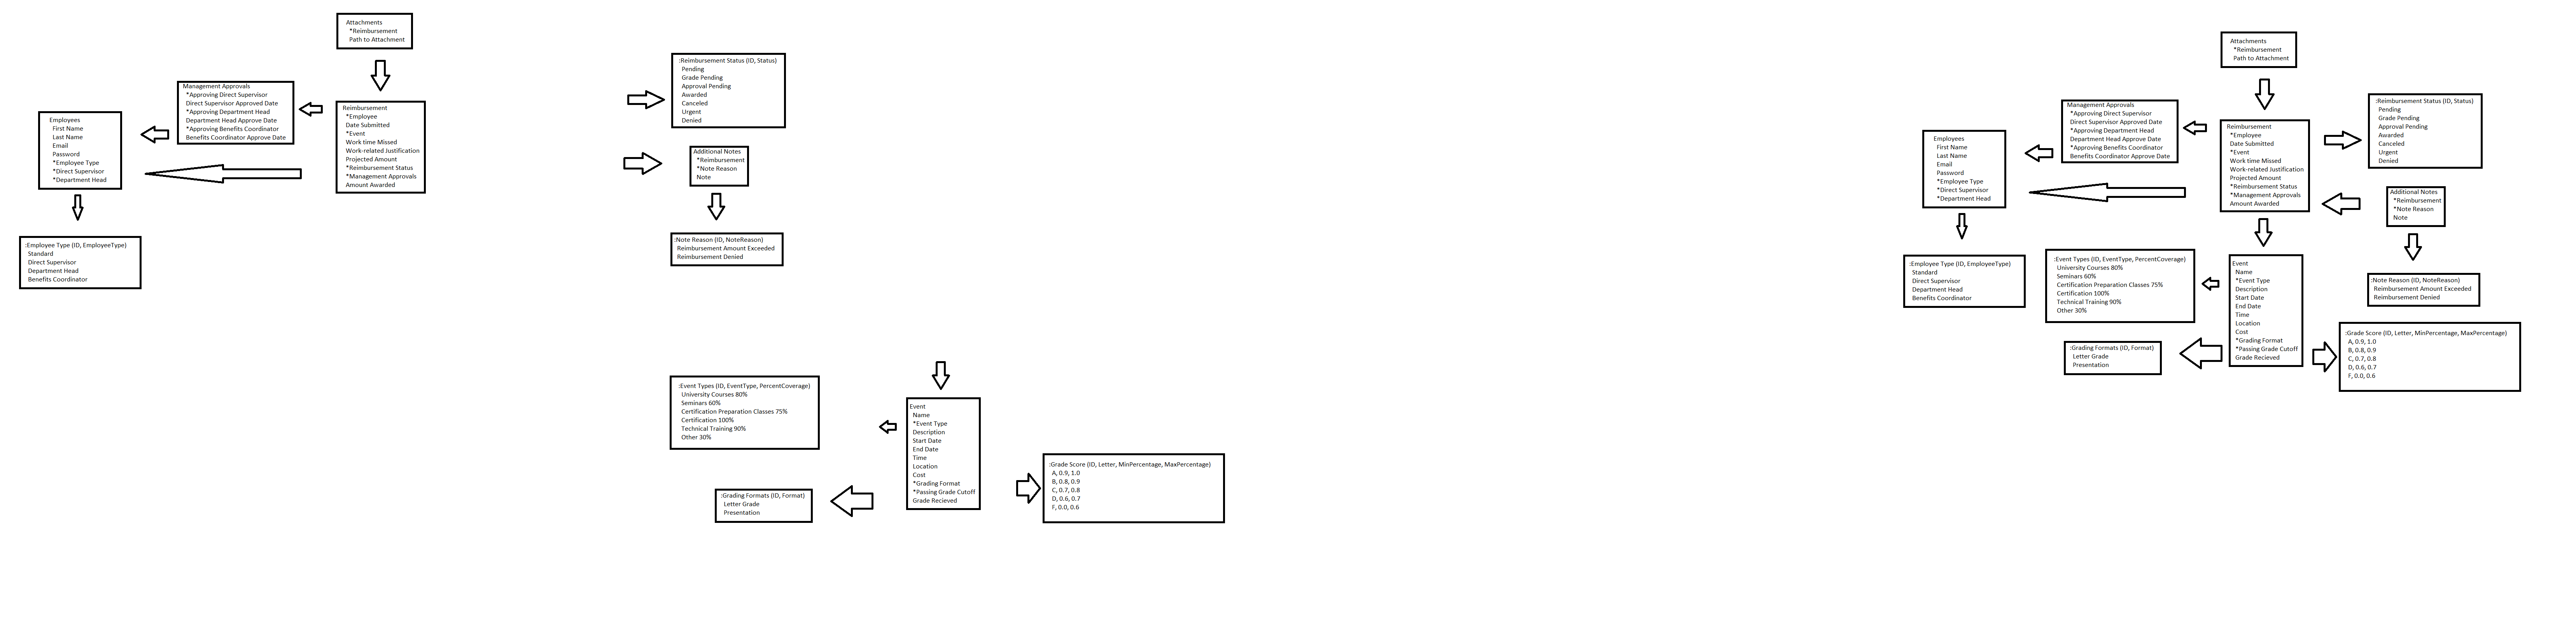 Attachments
*Reimbursement
Path to Attachment
Management Approvals
*Approving Direct Supervisor
Direct Supervisor Approved Date
*Approving Department Head
Department Head Approve Date
*Approving Benefits Coordinator
Benefits Coordinator Approve Date
Employees
First Name
Last Name
Email
Password
*Employee Type
*Direct Supervisor
*Department Head
Reimbursement
*Employee
Date Submitted
*Event
Work time Missed
Work-related Justification
Projected Amount
*Reimbursement Status
*Management Approvals
Amount Awarded
:Employee Type (ID, EmployeeType)
Standard
Direct Supervisor
Department Head
Benefits Coordinator
:Reimbursement Status (ID, Status)
Pending
Grade Pending
Approval Pending
Awarded
Canceled
Urgent
Denied
Additional Notes
*Reimbursement
*Note Reason
Note
:Note Reason (ID, NoteReason)
Reimbursement Amount Exceeded
Reimbursement Denied
:Event Types (ID, EventType, PercentCoverage)
University Courses 80%
Seminars 60%
Certification Preparation Classes 75%
Certification 100%
Technical Training 90%
Other 30%
Event
Name
*Event Type
Description
Start Date
End Date
Time
Location
Cost
*Grading Format
*Passing Grade Cutoff
Grade Recieved
:Grading Formats (ID, Format)
Letter Grade
Presentation
:Grade Score (ID, Letter, MinPercentage, MaxPercentage)
A, 0.9, 1.0
B, 0.8, 0.9
C, 0.7, 0.8
D, 0.6, 0.7
F, 0.0, 0.6
Attachments
*Reimbursement
Path to Attachment
Management Approvals
*Approving Direct Supervisor
Direct Supervisor Approved Date
*Approving Department Head
Department Head Approve Date
*Approving Benefits Coordinator
Benefits Coordinator Approve Date
Employees
First Name
Last Name
Email
Password
*Employee Type
*Direct Supervisor
*Department Head
Reimbursement
*Employee
Date Submitted
*Event
Work time Missed
Work-related Justification
Projected Amount
*Reimbursement Status
*Management Approvals
Amount Awarded
:Reimbursement Status (ID, Status)
Pending
Grade Pending
Approval Pending
Awarded
Canceled
Urgent
Denied
Additional Notes
*Reimbursement
*Note Reason
Note
:Employee Type (ID, EmployeeType)
Standard
Direct Supervisor
Department Head
Benefits Coordinator
:Event Types (ID, EventType, PercentCoverage)
University Courses 80%
Seminars 60%
Certification Preparation Classes 75%
Certification 100%
Technical Training 90%
Other 30%
Event
Name
*Event Type
Description
Start Date
End Date
Time
Location
Cost
*Grading Format
*Passing Grade Cutoff
Grade Recieved
:Note Reason (ID, NoteReason)
Reimbursement Amount Exceeded
Reimbursement Denied
:Grading Formats (ID, Format)
Letter Grade
Presentation
:Grade Score (ID, Letter, MinPercentage, MaxPercentage)
A, 0.9, 1.0
B, 0.8, 0.9
C, 0.7, 0.8
D, 0.6, 0.7
F, 0.0, 0.6